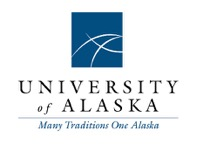 UNIVERSITY
of ALASKA
Many Traditions One Alaska